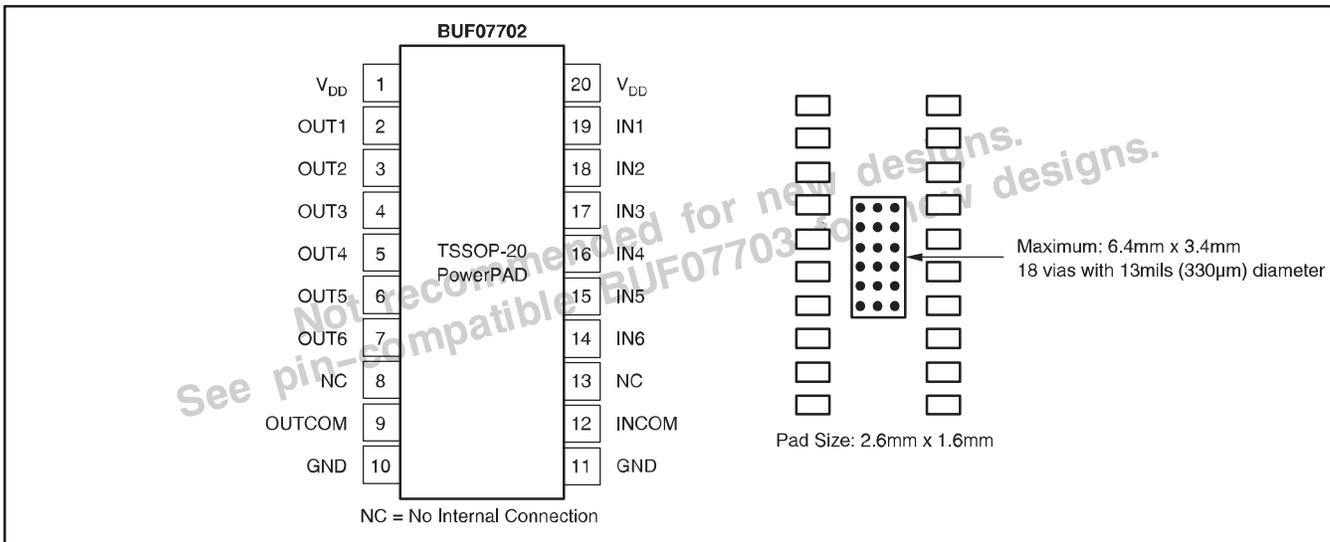 BUF07702
V_DD 1 20 V_DD
OUT1 2 19 IN1
OUT2 3 18 IN2
OUT3 4 17 IN3
OUT4 5 16 IN4
OUT5 6 15 IN5
OUT6 7 14 IN6
NC 8 13 NC
OUTCOM 9 12 INCOM
GND 10 11 GND
TSSOP-20
PowerPAD
NC = No Internal Connection
Maximum: 6.4mm x 3.4mm
18 vias with 13mils (330μm) diameter
Pad Size: 2.6mm x 1.6mm
Not recommended for new designs.
See pin-compatible BUF07703 for new designs.